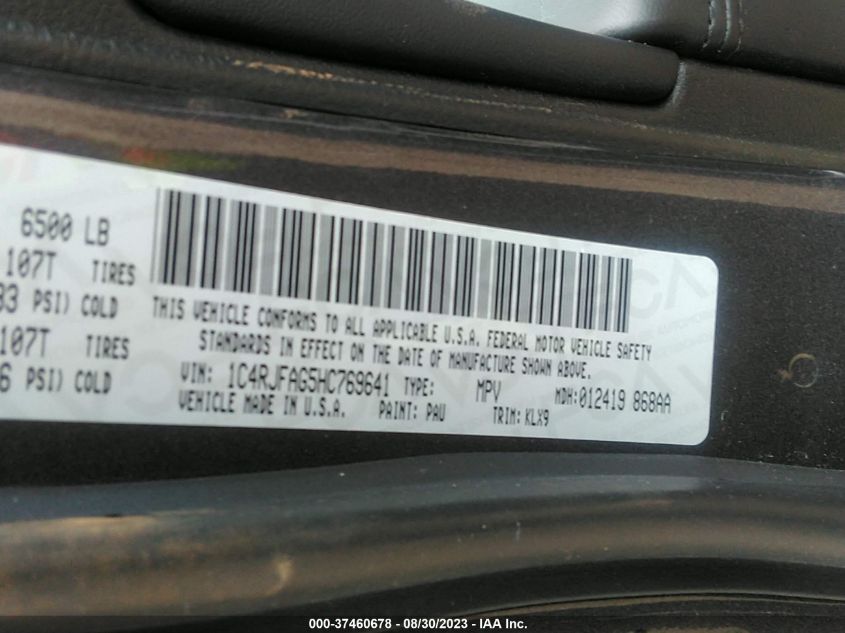 6500 LB
107T TIRES
33 PSI) COLD
107T TIRES
6 PSI) COLD
THIS VEHICLE CONFORMS TO ALL APPLICABLE U.S.A. FEDERAL MOTOR VEHICLE SAFETY
STANDARDS IN EFFECT ON THE DATE OF MANUFACTURE SHOWN ABOVE.
VIN: 1C4RJFAG5HC769641 TYPE: MPV MDH:012419 868AA
VEHICLE MADE IN U.S.A. PAINT: PAU TRIM: KLX9
000-37460678 / 08/30/2023 - IAA Inc.